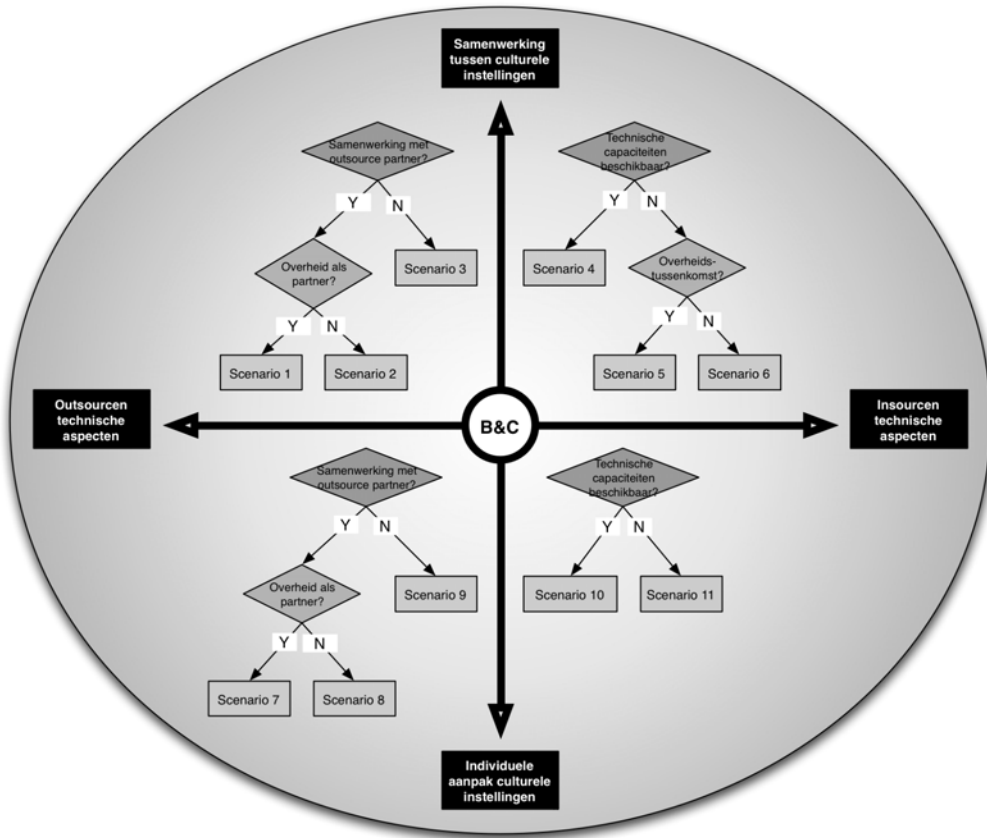 Samenwerking
tussen culturele
instellingen
Samenwerking met
outsource partner?
Y
N
Overheid als
partner?
Scenario 3
Y
N
Scenario 1
Scenario 2
Technische
capaciteiten
beschikbaar?
Y
N
Scenario 4
Overheids-
tussenkomst?
Y
N
Scenario 5
Scenario 6
Outsourcen
technische
aspecten
B&C
Insourcen
technische
aspecten
Samenwerking met
outsource partner?
Y
N
Overheid als
partner?
Scenario 9
Y
N
Scenario 7
Scenario 8
Technische
capaciteiten
beschikbaar?
Y
N
Scenario 10
Scenario 11
Individuele
aanpak culturele
instellingen